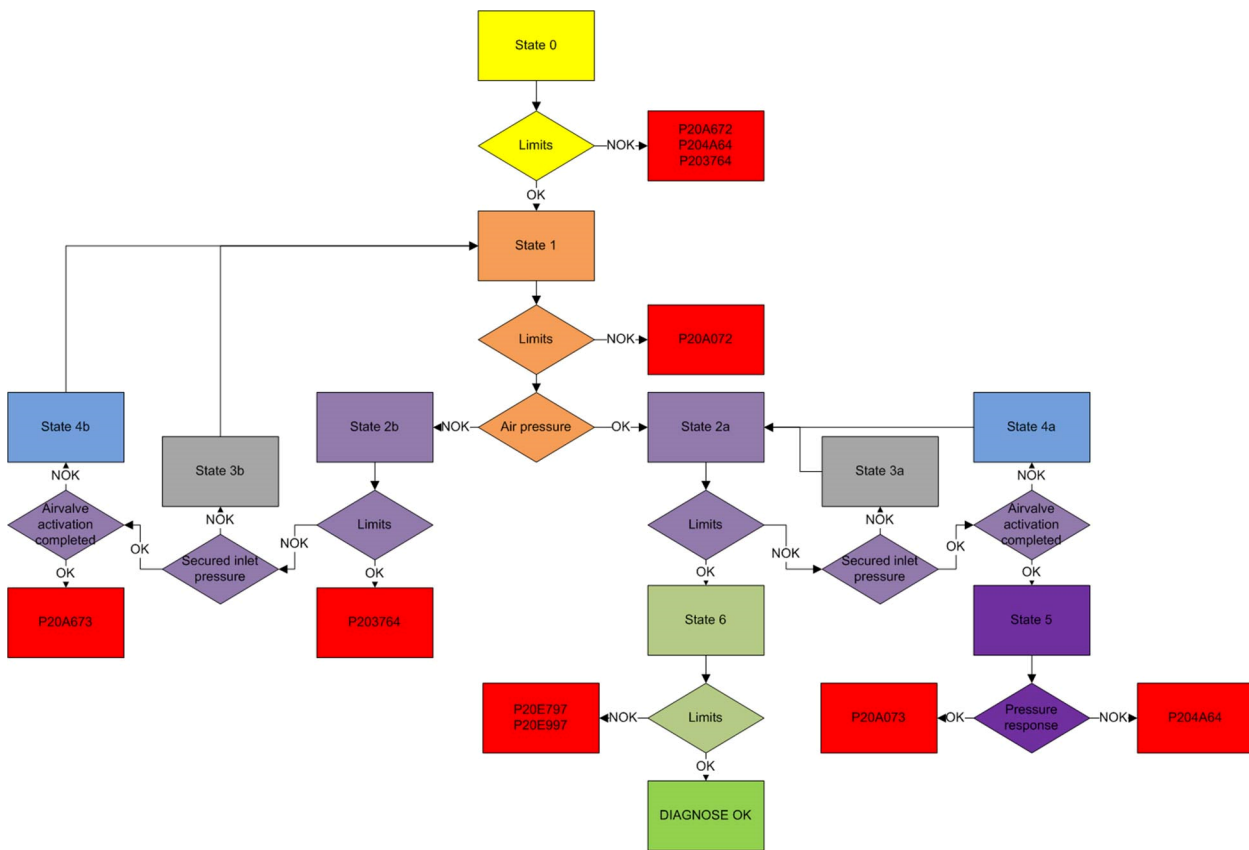 State 0
Limits
NOK
P20A672
P204A64
P203764
OK
State 1
Limits
NOK
P20A072
State 4b
State 3b
State 2b
NOK
Air pressure
OK
State 2a
State 3a
State 4a
NOK
NOK
NOK
NOK
Airvalve
activation
completed
OK
Secured inlet
pressure
NOK
Limits
Limits
NOK
Secured inlet
pressure
OK
Airvalve
activation
completed
OK
OK
OK
OK
P20A673
P203764
State 6
State 5
P20E797
P20E997
NOK
Limits
P20A073
OK
Pressure
response
NOK
P204A64
OK
DIAGNOSE OK